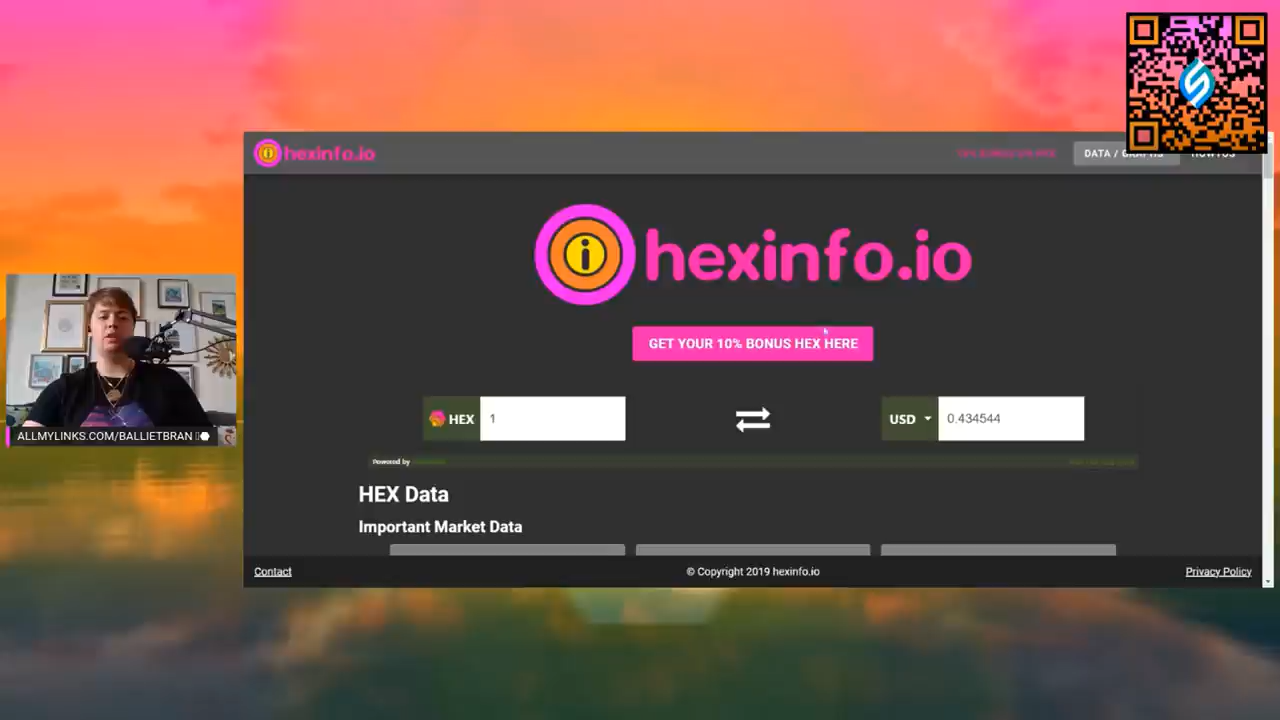 hexinfo.io
DATA / GRAPHS
hexinfo.io
GET YOUR 10% BONUS HEX HERE
HEX 1
USD 0.434544
Powered by
HEX Data
Important Market Data
ALLMYLINKS.COM/BALLIETBRAN
Contact
© Copyright 2019 hexinfo.io
Privacy Policy